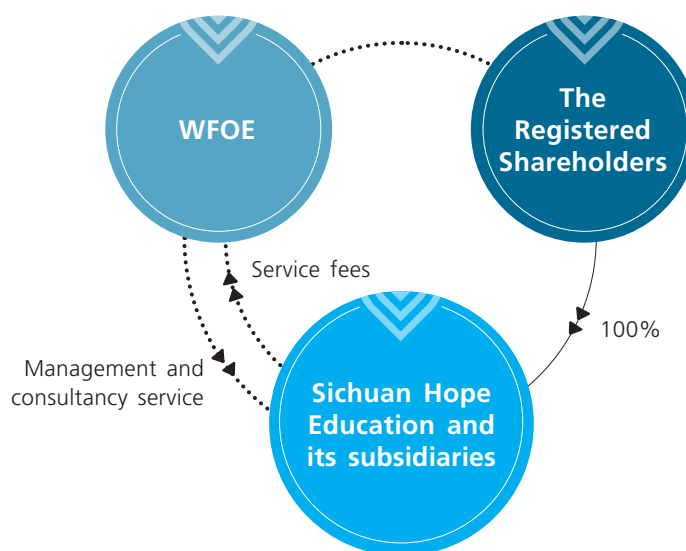 WFOE
The
Registered
Shareholders
Service fees
100%
Management and
consultancy service
Sichuan Hope
Education and
its subsidiaries